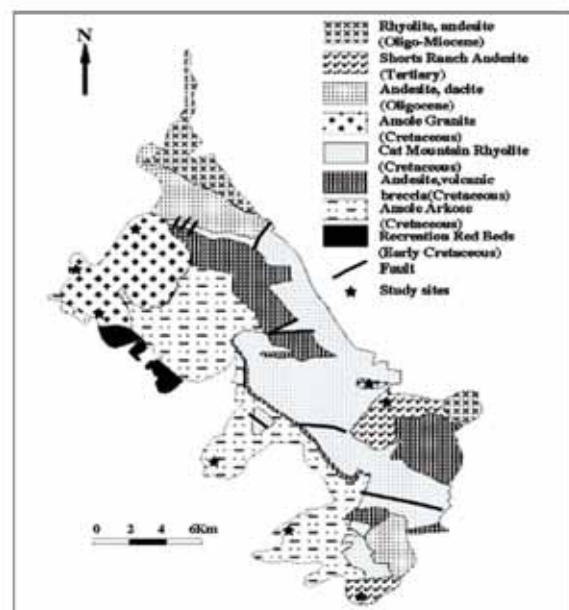 N
Rhyolite, andesite
(Oligo-Miocene)
Shorts Ranch Andesite
(Tertiary)
Andesite, dacite
(Oligocene)
Amole Granite
(Cretaceous)
Cat Mountain Rhyolite
(Cretaceous)
Andesite,volcanic
breccia(Cretaceous)
Amole Arkose
(Cretaceous)
Recreation Red Beds
(Early Cretaceous)
Fault
Study sites
0 2 4 6Km